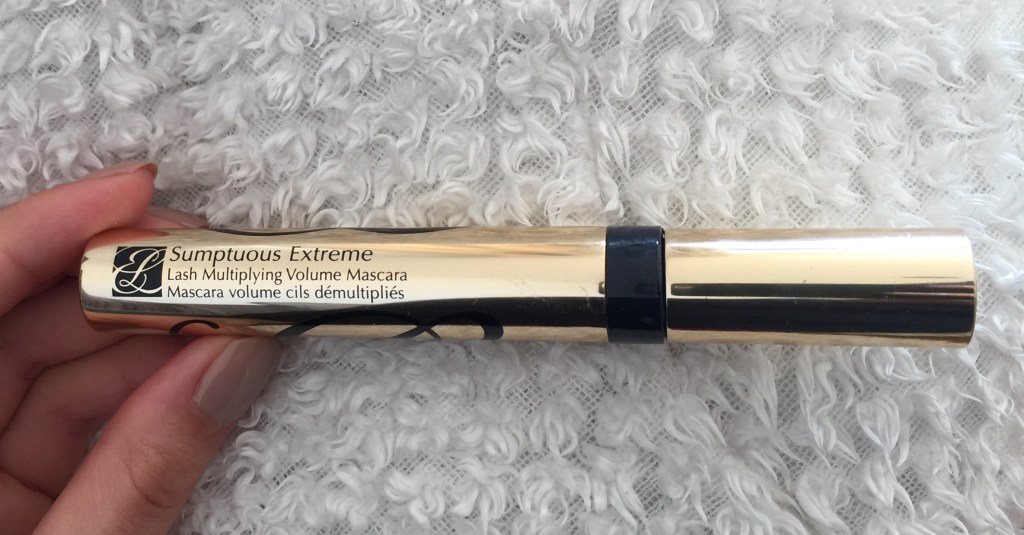 Sumptuous Extreme
Lash Multiplying Volume Mascara
Mascara volume cils démultipliés